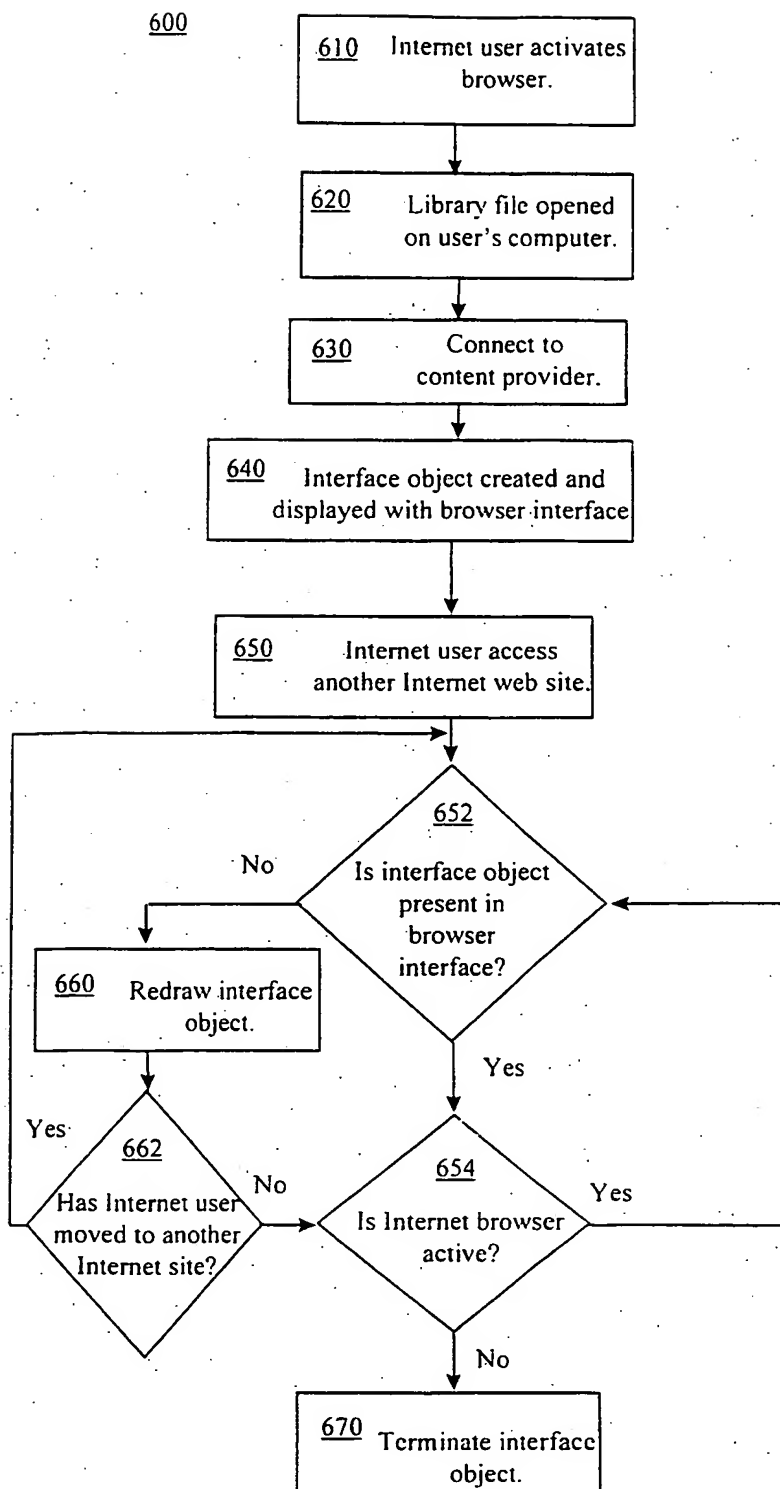 600
610 Internet user activates
browser.
620 Library file opened
on user's computer.
630 Connect to
content provider.
640 Interface object created and
displayed with browser interface
650 Internet user access
another Internet web site.
652
Is interface object
present in
browser
interface?
No
Yes
660 Redraw interface
object.
662
Has Internet user
moved to another
Internet site?
Yes
No
654
Is Internet browser
active?
Yes
No
670 Terminate interface
object.